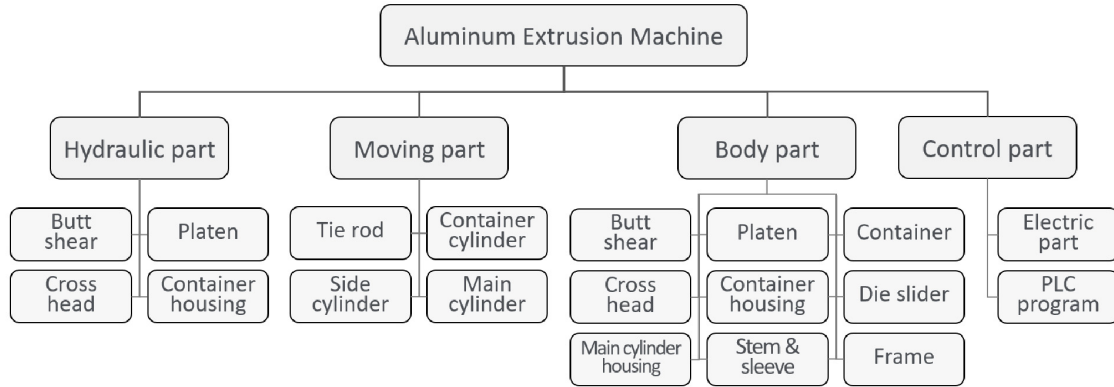 Aluminum Extrusion Machine
Hydraulic part
Moving part
Body part
Control part
Butt
shear
Platen
Cross
head
Container
housing
Tie rod
Container
cylinder
Side
cylinder
Main
cylinder
Butt
shear
Platen
Container
Cross
head
Container
housing
Die slider
Main cylinder
housing
Stem &
sleeve
Frame
Electric
part
PLC
program